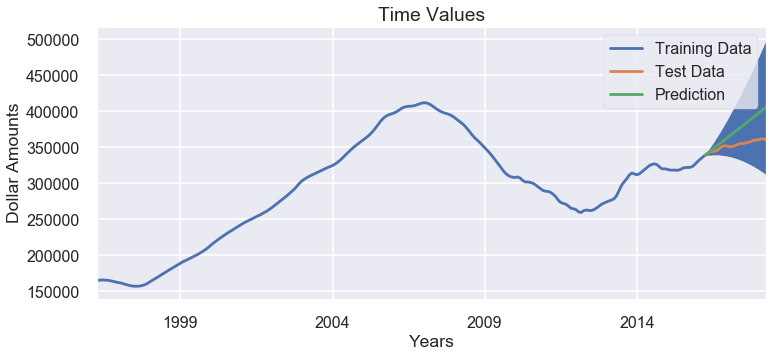 Time Values
Training Data
Test Data
Prediction
Dollar Amounts
500000
450000
400000
350000
300000
250000
200000
150000
1999
2004
2009
2014
Years